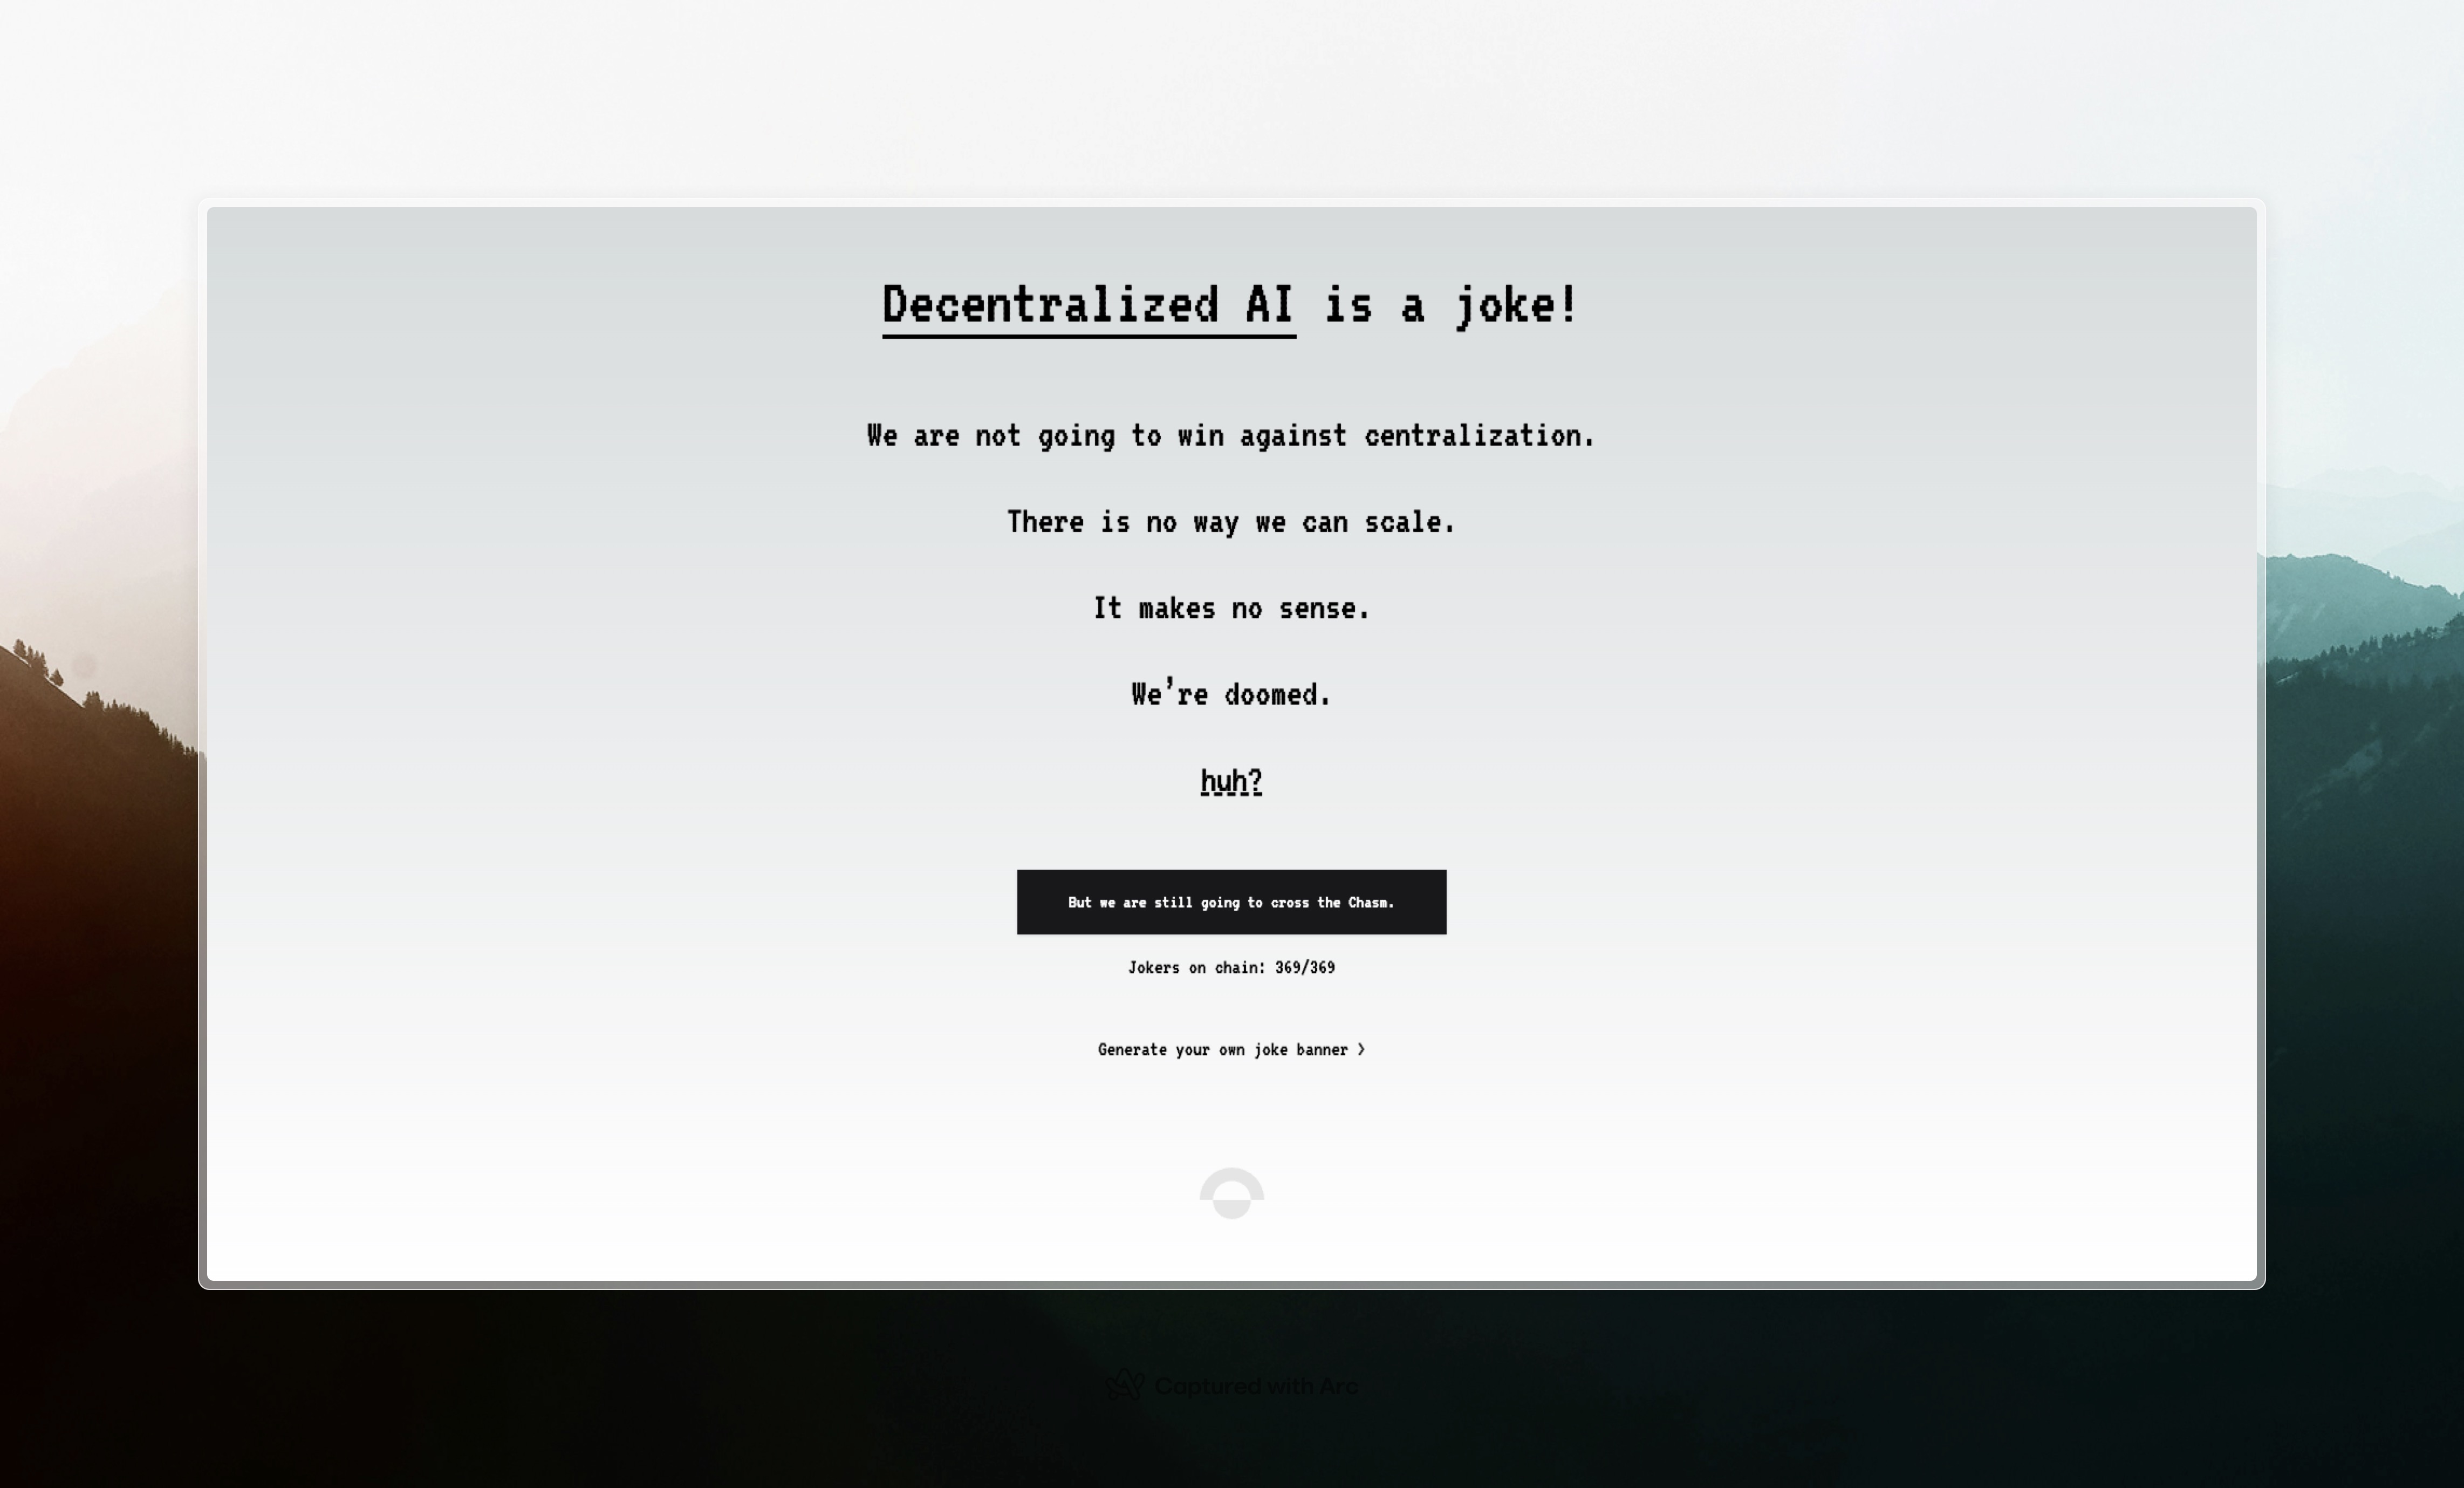 Decentralized AI is a joke!
We are not going to win against centralization.
There is no way we can scale.
It makes no sense.
We're doomed.
huh?
But we are still going to cross the Chasm.
Jokers on chain: 369/369
Generate your own joke banner >
Captured with Arc